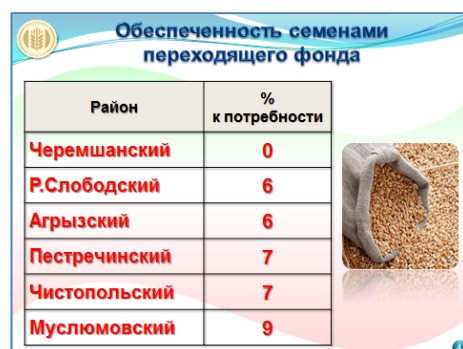 Обеспеченность семенами
переходящего фонда
Район
%
к потребности
Черемшанский 0
Р.Слободский 6
Агрызский 6
Пестречинский 7
Чистопольский 7
Муслюмовский 9